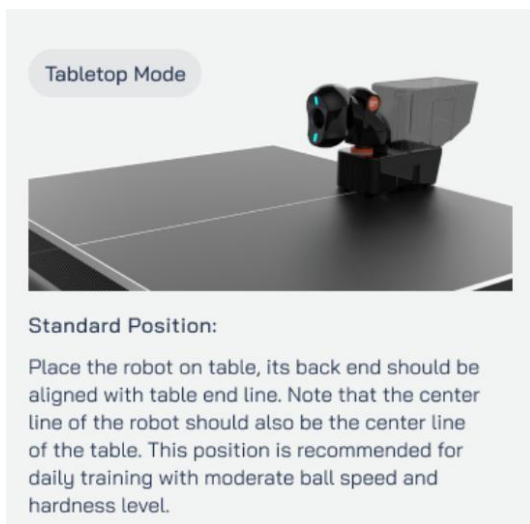 Tabletop Mode
Standard Position:
Place the robot on table, its back end should be
aligned with table end line. Note that the center
line of the robot should also be the center line
of the table. This position is recommended for
daily training with moderate ball speed and
hardness level.